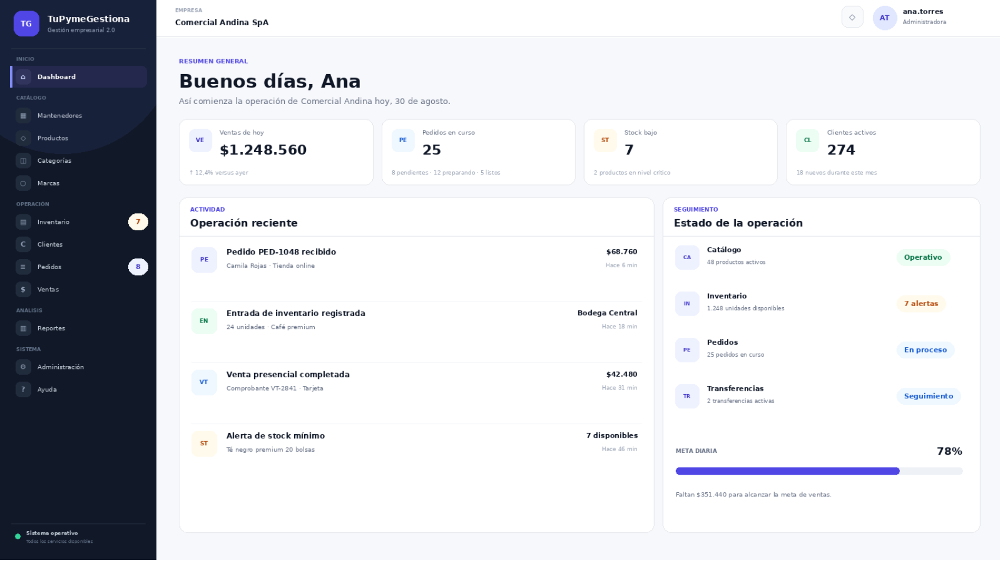 TG
TuPymeGestiona
Gestión empresarial 2.0
INICIO
Dashboard
CATÁLOGO
Mantenedores
Productos
Categorías
Marcas
OPERACIÓN
Inventario 7
C Clientes
Pedidos 8
$ Ventas
ANÁLISIS
Reportes
SISTEMA
Administración
? Ayuda
Sistema operativo
Todos los servicios disponibles
EMPRESA
Comercial Andina SpA
AT
ana.torres
Administradora
RESUMEN GENERAL
Buenos días, Ana
Así comienza la operación de Comercial Andina hoy, 30 de agosto.
VE
Ventas de hoy
$1.248.560
↑ 12,4% versus ayer
PE
Pedidos en curso
25
8 pendientes · 12 preparando · 5 listos
ST
Stock bajo
7
2 productos en nivel crítico
CL
Clientes activos
274
18 nuevos durante este mes
ACTIVIDAD
Operación reciente
PE
Pedido PED-1048 recibido
Camila Rojas · Tienda online
$68.760
Hace 6 min
EN
Entrada de inventario registrada
24 unidades · Café premium
Bodega Central
Hace 18 min
VT
Venta presencial completada
Comprobante VT-2841 · Tarjeta
$42.480
Hace 31 min
ST
Alerta de stock mínimo
Té negro premium 20 bolsas
7 disponibles
Hace 46 min
SEGUIMIENTO
Estado de la operación
CA
Catálogo
48 productos activos
Operativo
IN
Inventario
1.248 unidades disponibles
7 alertas
PE
Pedidos
25 pedidos en curso
En proceso
TR
Transferencias
2 transferencias activas
Seguimiento
META DIARIA
78%
Faltan $351.440 para alcanzar la meta de ventas.